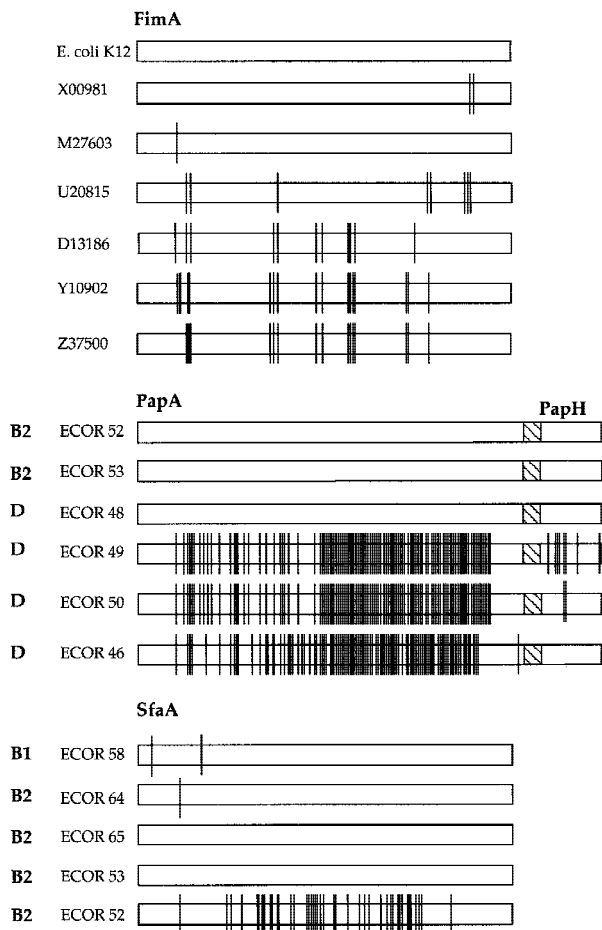 FimA
E. coli K12
X00981
M27603
U20815
D13186
Y10902
Z37500
PapA
PapH
B2 ECOR 52
B2 ECOR 53
D ECOR 48
D ECOR 49
D ECOR 50
D ECOR 46
SfaA
B1 ECOR 58
B2 ECOR 64
B2 ECOR 65
B2 ECOR 53
B2 ECOR 52